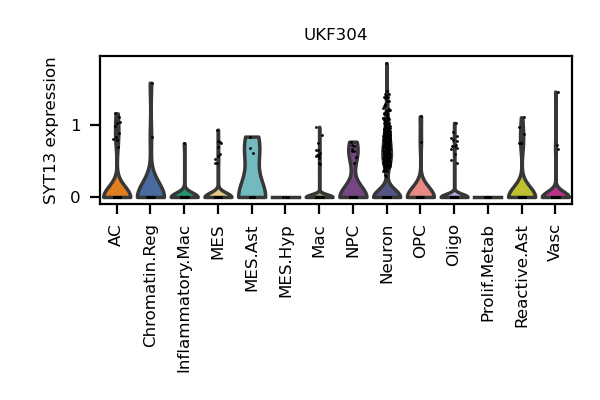 UKF304
SYT13 expression
1
0
AC
Chromatin.Reg
Inflammatory.Mac
MES
MES.Ast
MES.Hyp
Mac
NPC
Neuron
OPC
Oligo
Prolif.Metab
Reactive.Ast
Vasc